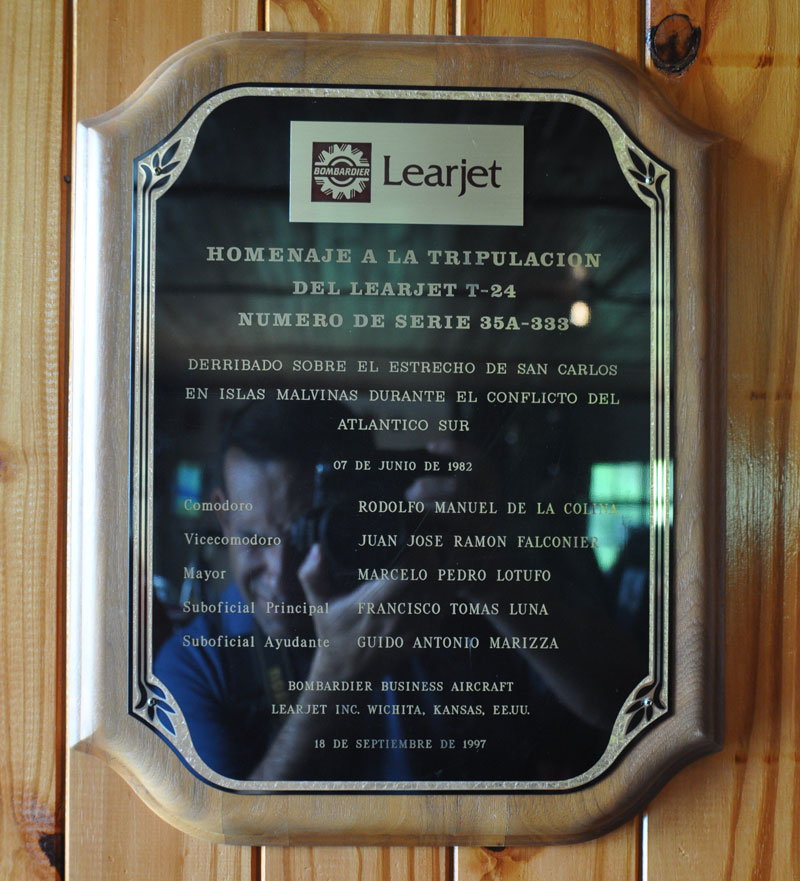 BOMBARDIER Learjet
HOMENAJE A LA TRIPULACION
DEL LEARJET T-24
NUMERO DE SERIE 35A-333
DERRIBADO SOBRE EL ESTRECHO DE SAN CARLOS
EN ISLAS MALVINAS DURANTE EL CONFLICTO DEL
ATLANTICO SUR
07 DE JUNIO DE 1982
Comodoro RODOLFO MANUEL DE LA COLINA
Vicecomodoro JUAN JOSE RAMON FALCONIER
Mayor MARCELO PEDRO LOTUFO
Suboficial Principal FRANCISCO TOMAS LUNA
Suboficial Ayudante GUIDO ANTONIO MARIZZA
BOMBARDIER BUSINESS AIRCRAFT
LEARJET INC. WICHITA, KANSAS, EE.UU.
18 DE SEPTIEMBRE DE 1997